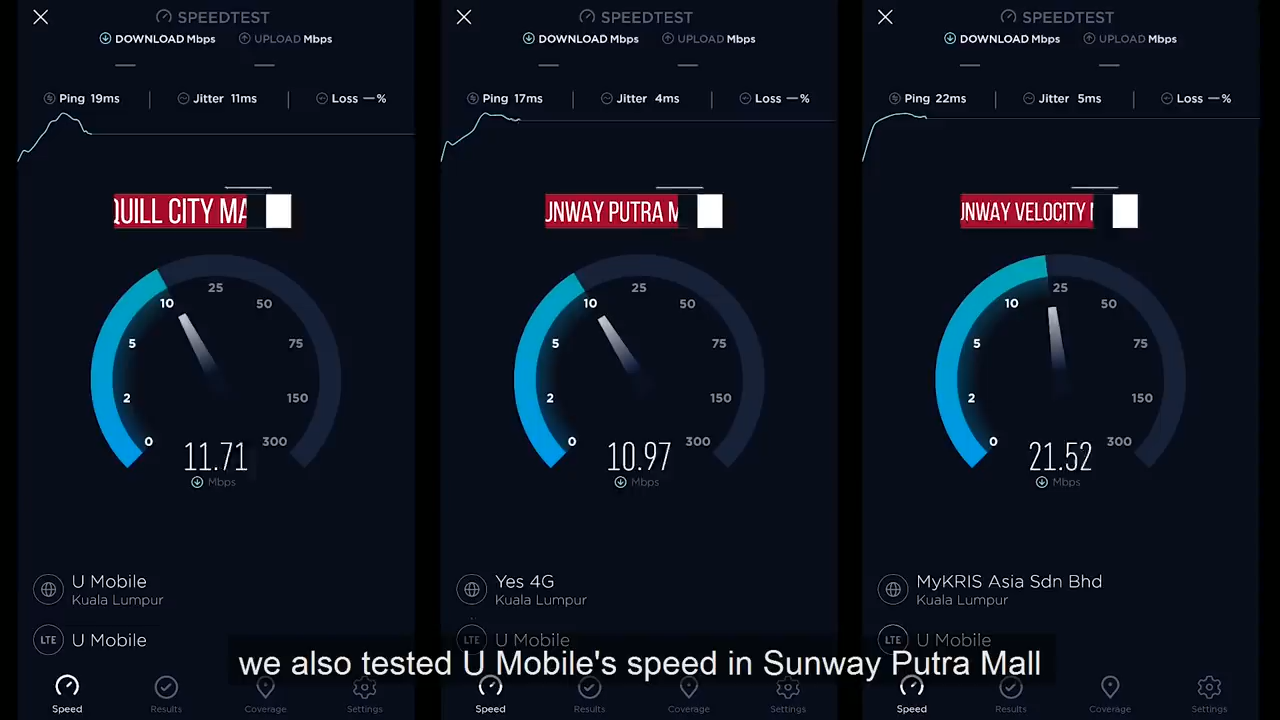 SPEEDTEST
DOWNLOAD Mbps UPLOAD Mbps
Ping 19ms Jitter 11ms Loss — %
QUILL CITY MA
0 2 5 10 25 50 75 150 300
11.71
Mbps
U Mobile
Kuala Lumpur
LTE U Mobile
Speed Results Coverage Settings
SPEEDTEST
DOWNLOAD Mbps UPLOAD Mbps
Ping 17ms Jitter 4ms Loss — %
UNWAY PUTRA M
0 2 5 10 25 50 75 150 300
10.97
Mbps
Yes 4G
Kuala Lumpur
LTE U Mobile
Speed Results Coverage Settings
SPEEDTEST
DOWNLOAD Mbps UPLOAD Mbps
Ping 22ms Jitter 5ms Loss — %
UNWAY VELOCITY
0 2 5 10 25 50 75 150 300
21.52
Mbps
MyKRIS Asia Sdn Bhd
Kuala Lumpur
LTE U Mobile
Speed Results Coverage Settings
we also tested U Mobile's speed in Sunway Putra Mall